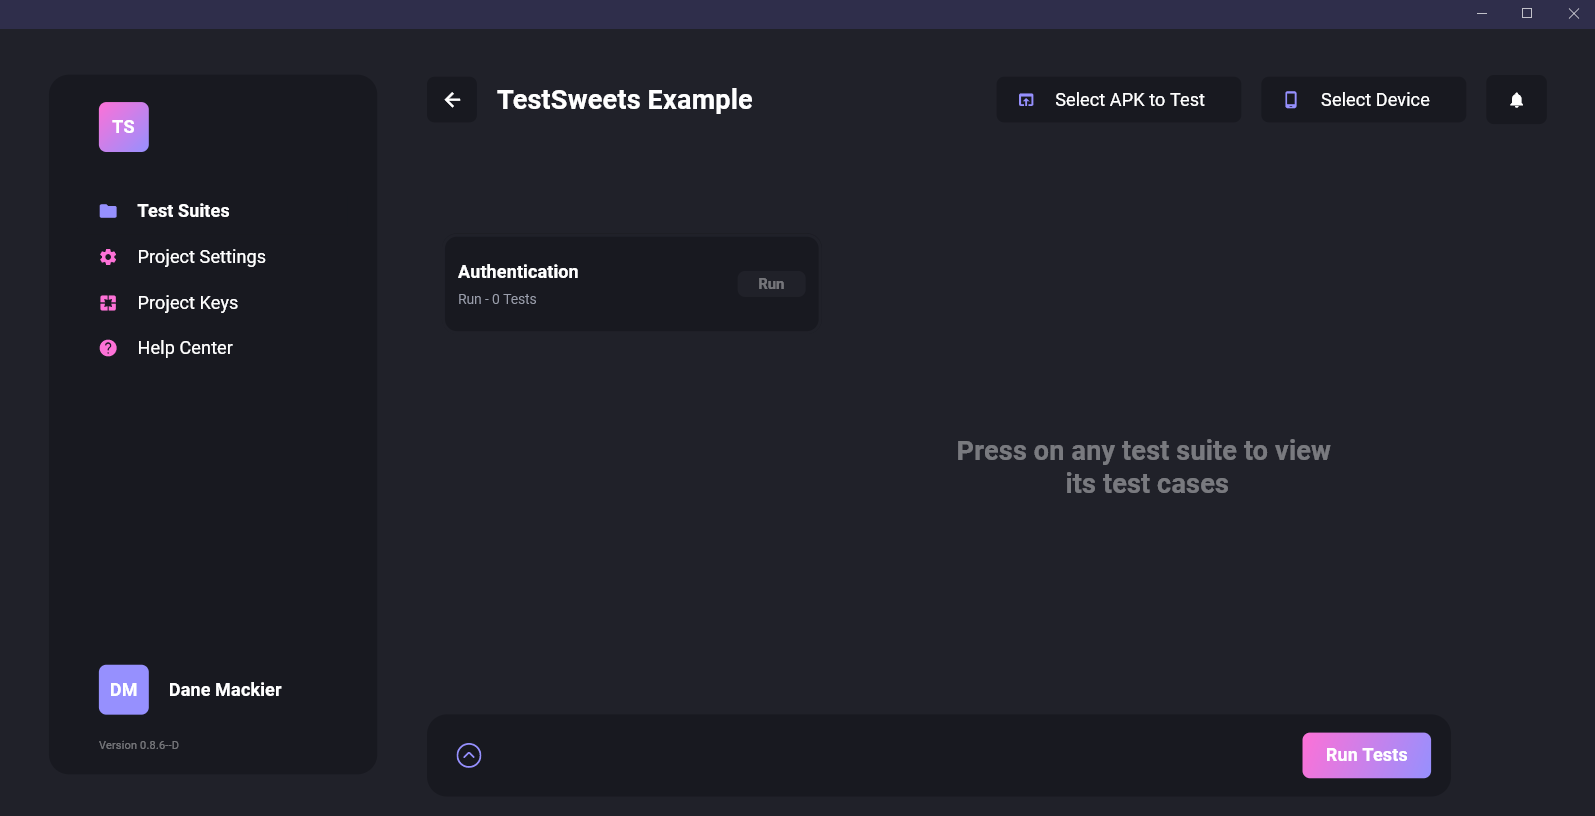 TS
Test Suites
Project Settings
Project Keys
Help Center
DM
Dane Mackier
Version 0.8.6--D
TestSweets Example
Select APK to Test
Select Device
Authentication
Run - 0 Tests
Run
Press on any test suite to view
its test cases
Run Tests